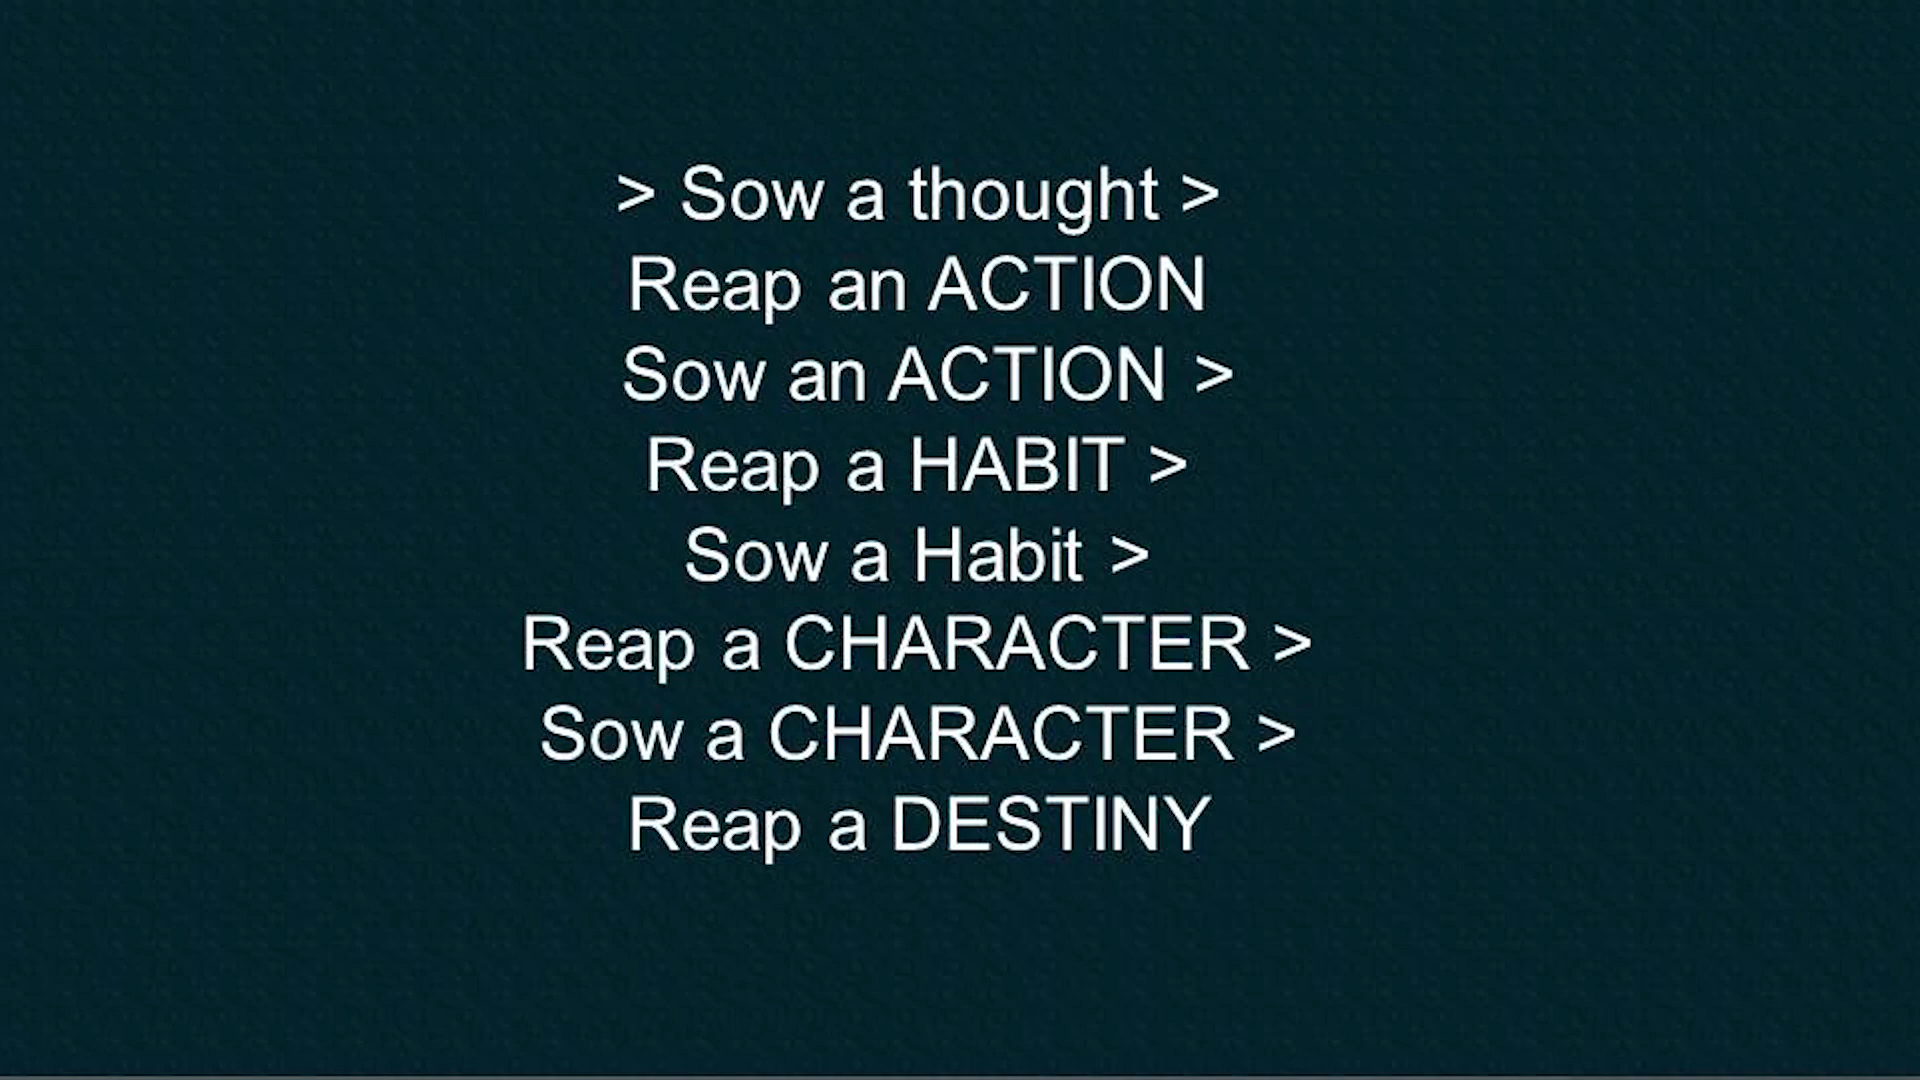 > Sow a thought >
Reap an ACTION
Sow an ACTION >
Reap a HABIT >
Sow a Habit >
Reap a CHARACTER >
Sow a CHARACTER >
Reap a DESTINY